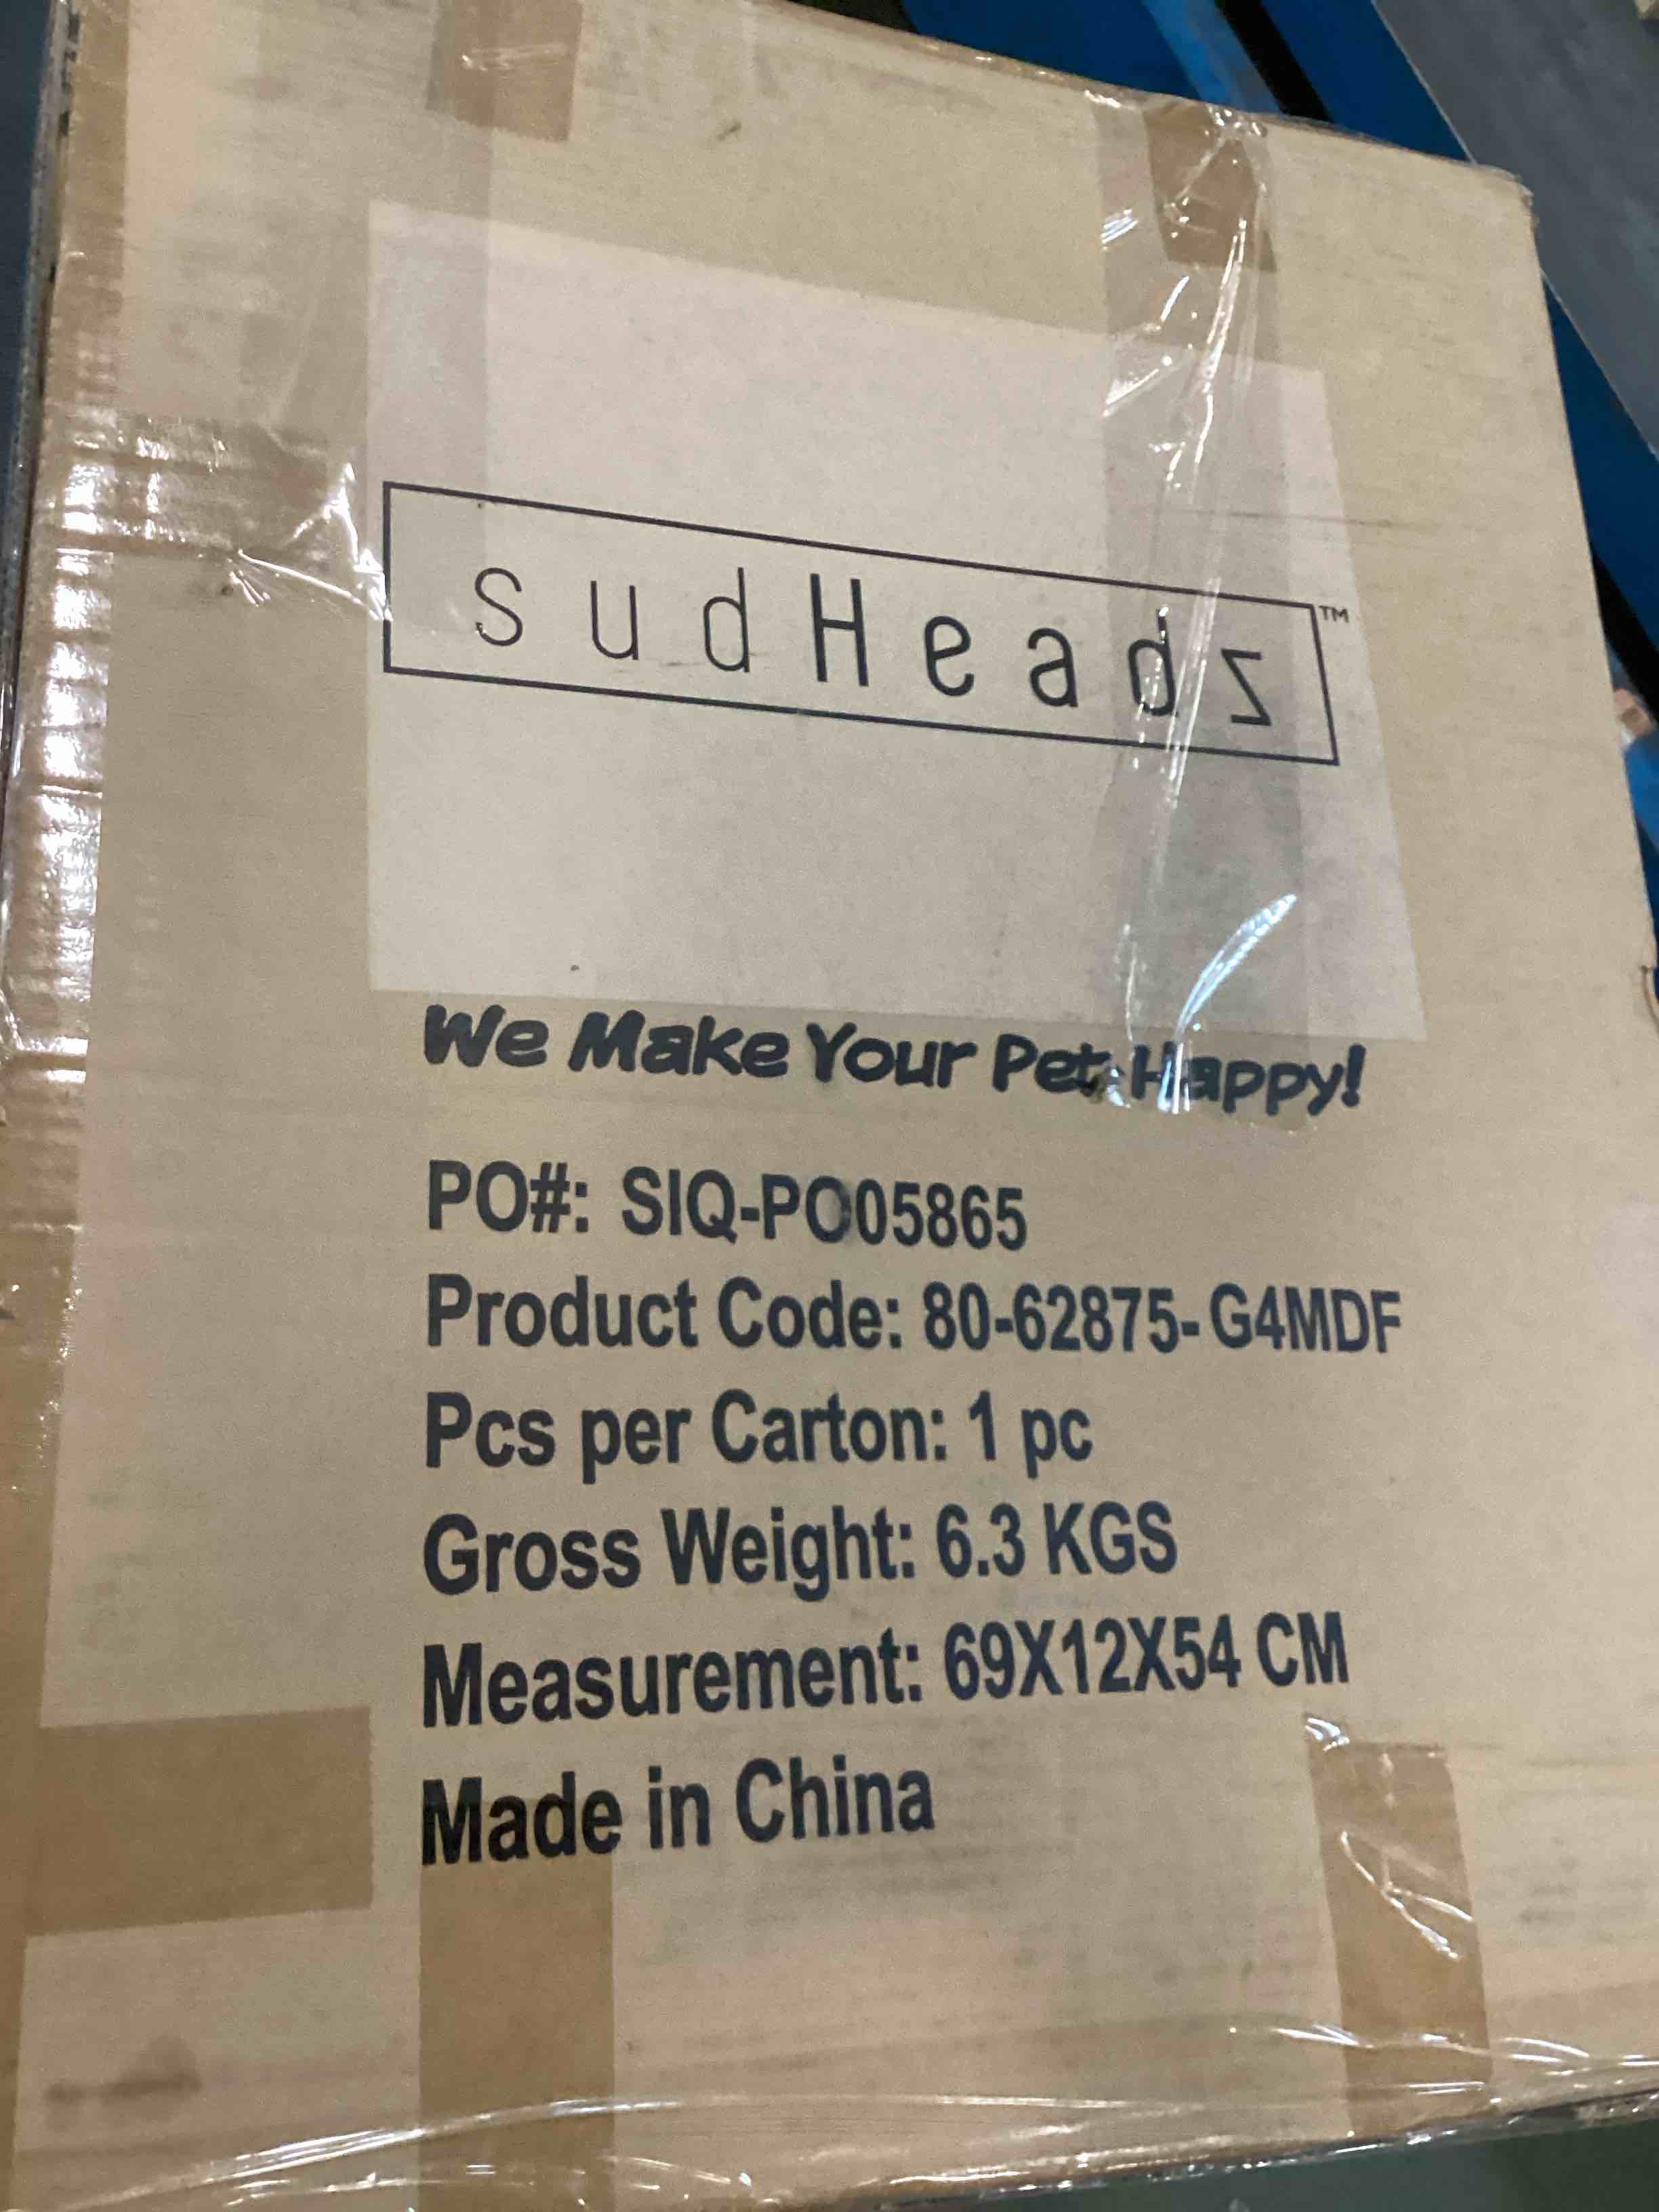 sudHeads™
We Make Your Pet Happy!
PO#: SIQ-PO05865
Product Code: 80-62875-G4MDF
Pcs per Carton: 1 pc
Gross Weight: 6.3 KGS
Measurement: 69X12X54 CM
Made in China